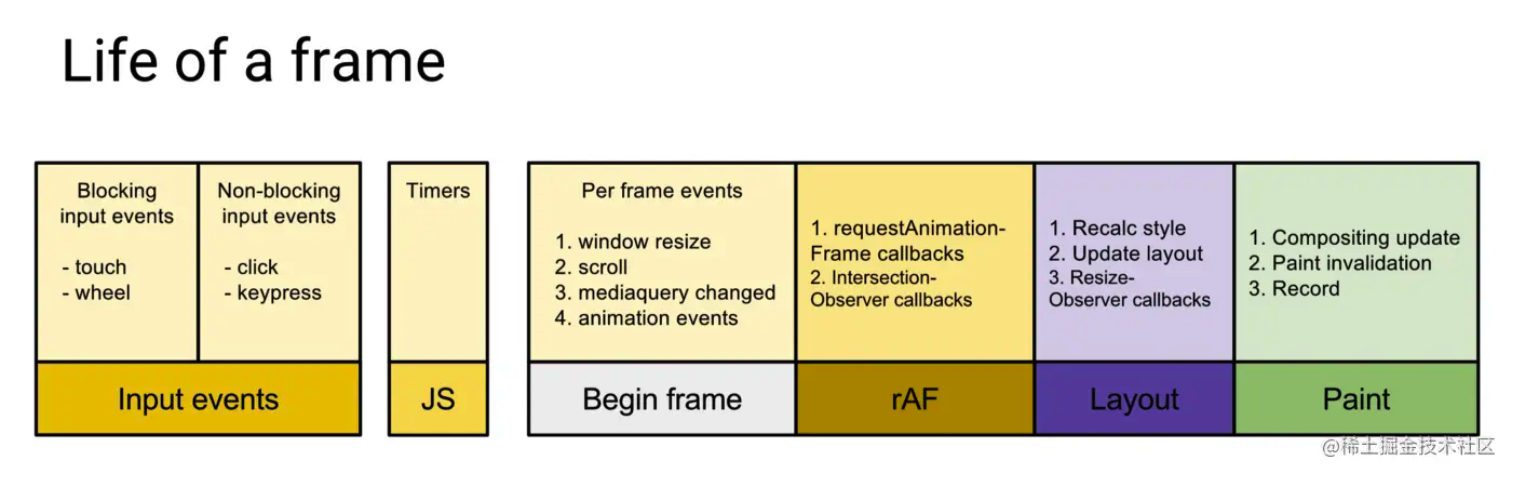 Life of a frame
Blocking
input events
- touch
- wheel
Non-blocking
input events
- click
- keypress
Input events
Timers
JS
Per frame events
1. window resize
2. scroll
3. mediaquery changed
4. animation events
Begin frame
1. requestAnimation-
Frame callbacks
2. Intersection-
Observer callbacks
rAF
1. Recalc style
2. Update layout
3. Resize-
Observer callbacks
Layout
1. Compositing update
2. Paint invalidation
3. Record
Paint
@稀土掘金技术社区